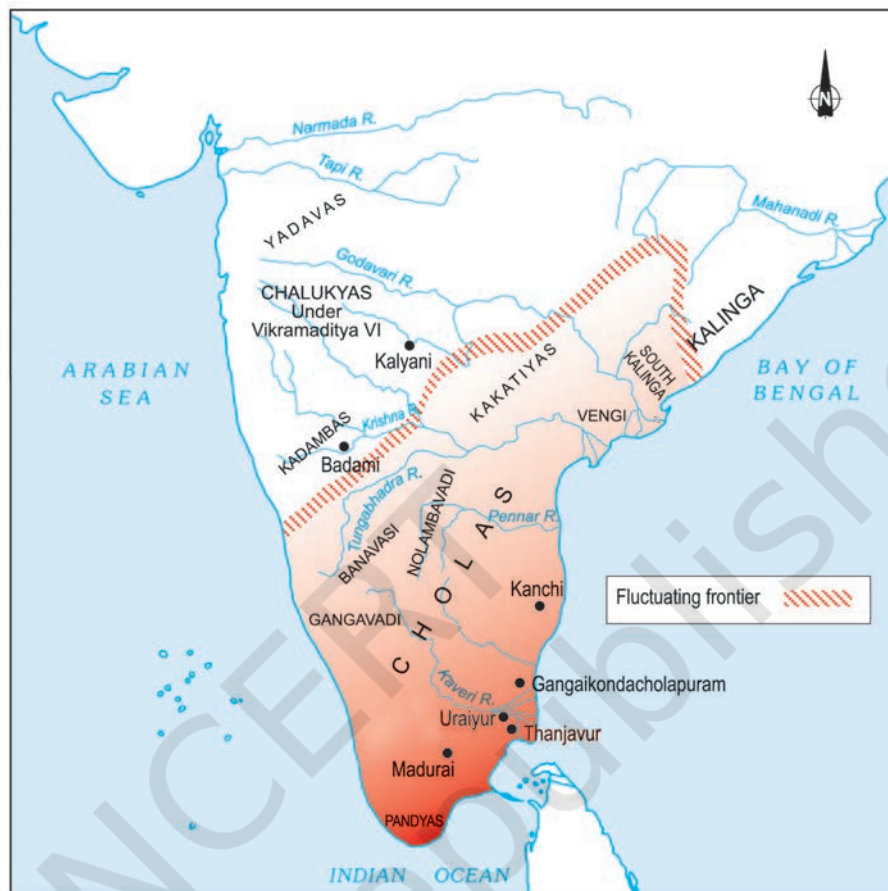 N
Narmada R.
Tapi R.
YADAVAS
Mahanadi R.
Godavari R.
CHALUKYAS
Under
Vikramaditya VI
Kalyani
KALINGA
SOUTH
KALINGA
KAKATIYAS
ARABIAN
SEA
BAY OF
BENGAL
VENGI
Krishna R.
KADAMBAS
Badami
Tungabhadra R.
BANAVASI
NOLAMBAVADI
Pennar R.
CHOLAS
GANGAVADI
Kanchi
Fluctuating frontier
Kaveri R.
Gangaikondacholapuram
Uraiyur
Thanjavur
Madurai
PANDYAS
INDIAN OCEAN
NCERT